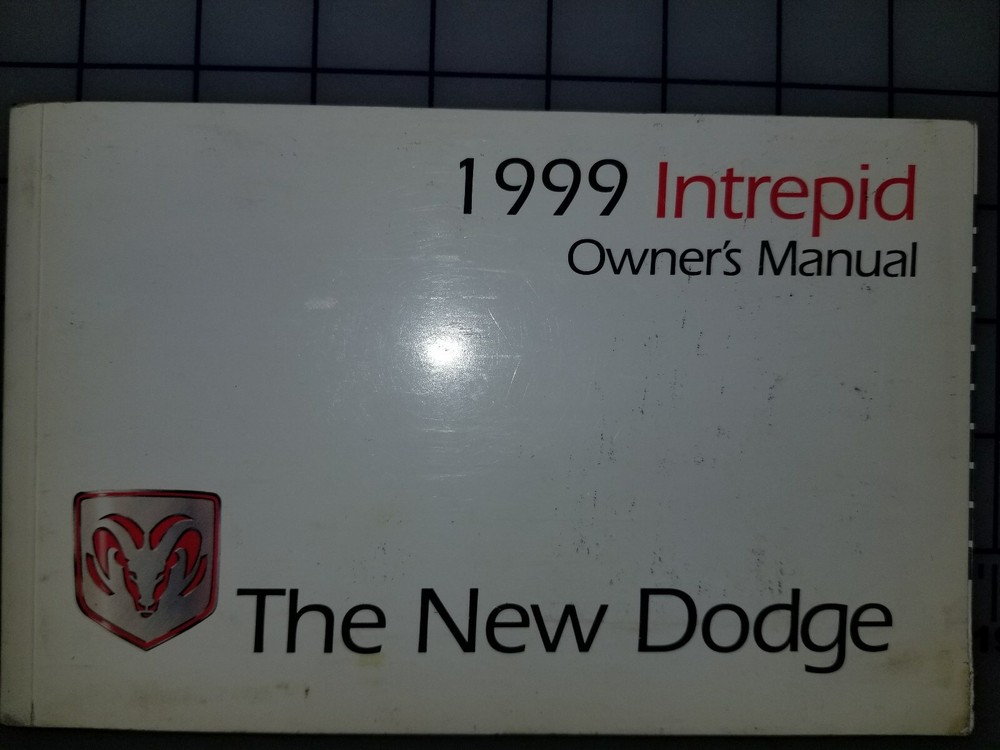 1999 Intrepid
Owner's Manual
The New Dodge